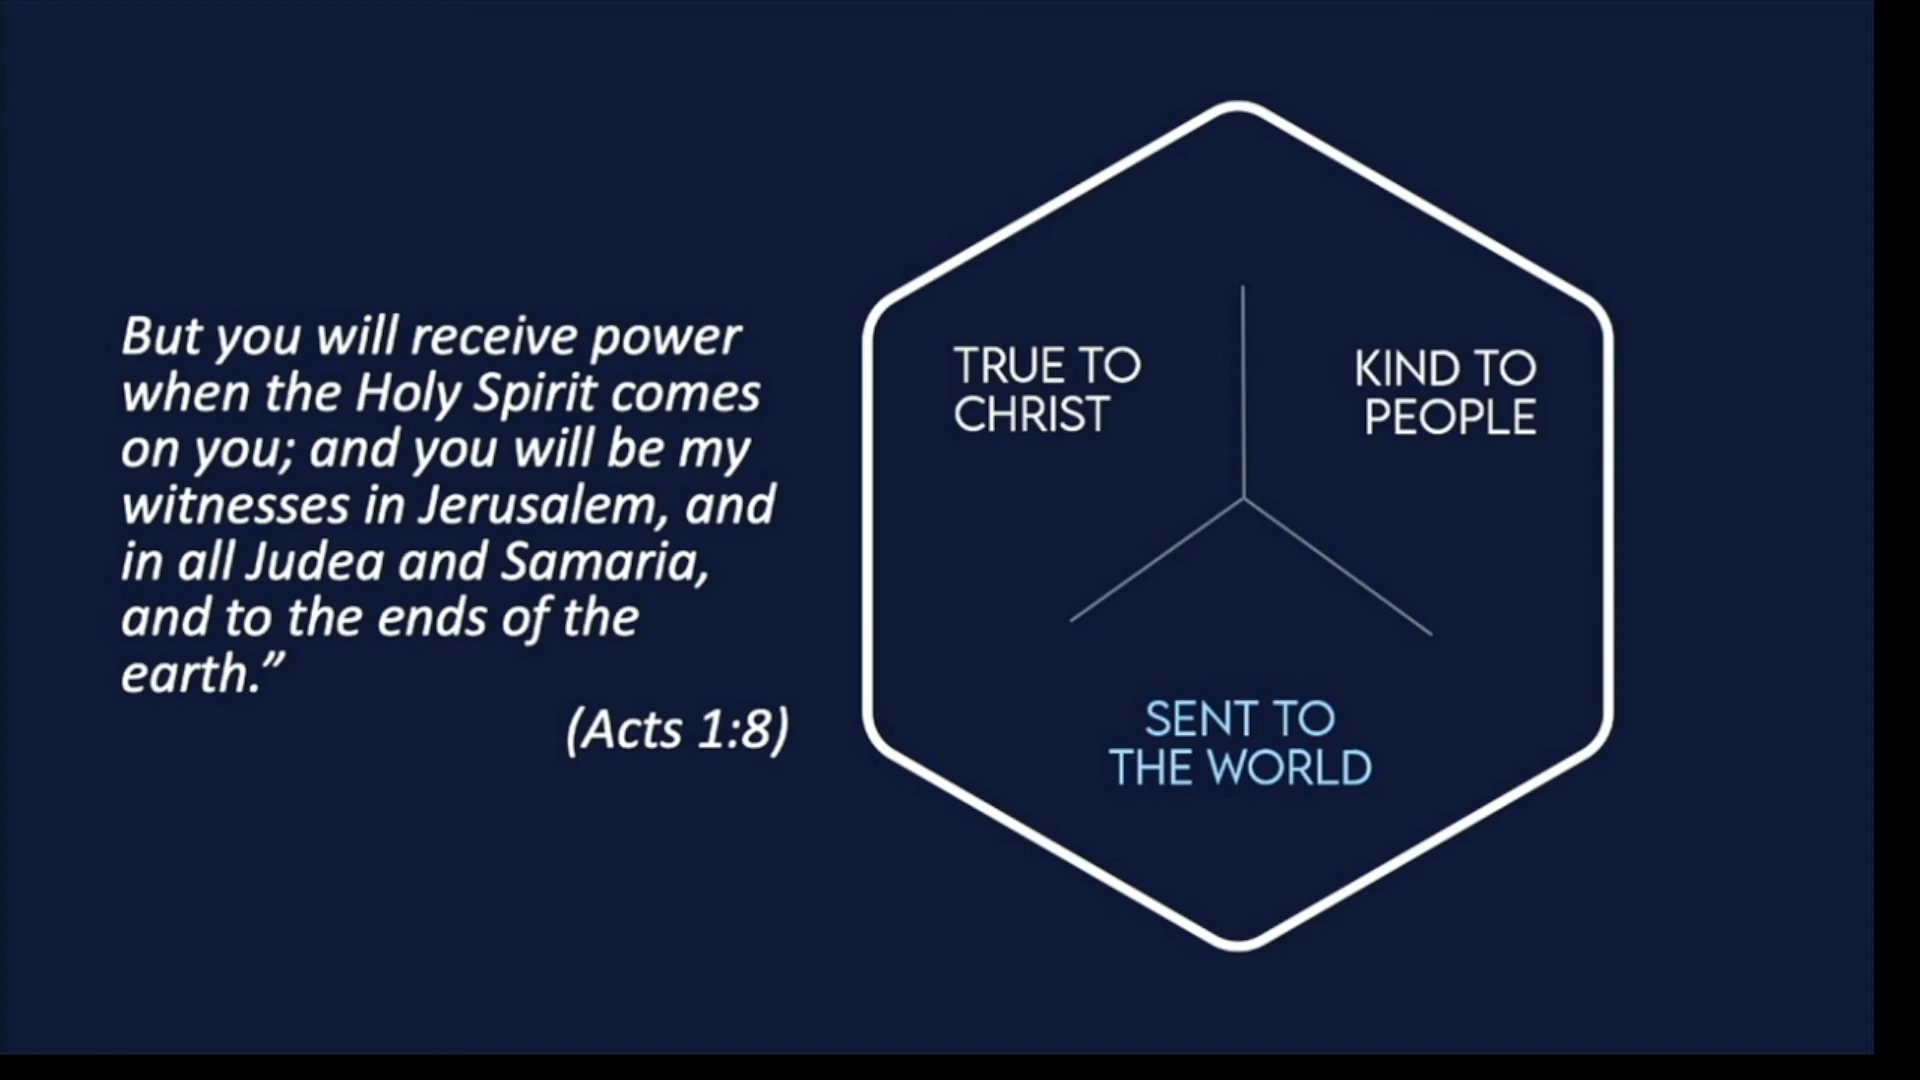 But you will receive power
when the Holy Spirit comes
on you; and you will be my
witnesses in Jerusalem, and
in all Judea and Samaria,
and to the ends of the
earth.”
(Acts 1:8)
TRUE TO
CHRIST
KIND TO
PEOPLE
SENT TO
THE WORLD